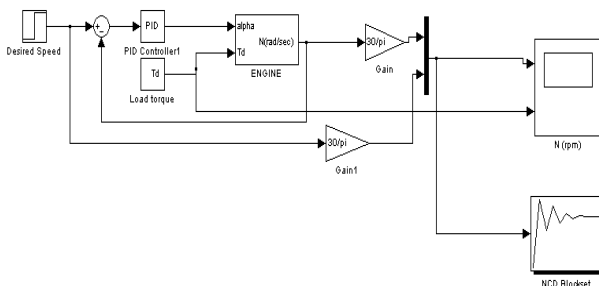 PID
alpha
N(rad/sec)
Td
30/pi
Desired Speed
PID Controller1
Td
ENGINE
Gain
Load torque
30/pi
N (rpm)
Gain1
NCD Blockset